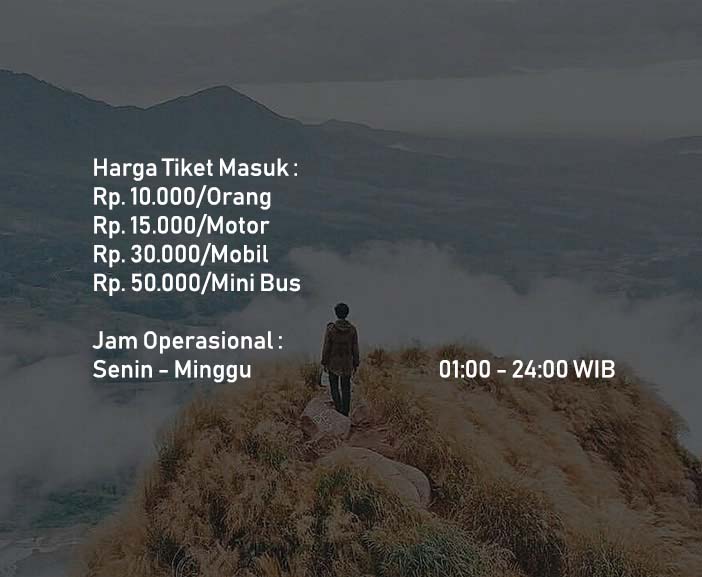 Harga Tiket Masuk :
Rp. 10.000/Orang
Rp. 15.000/Motor
Rp. 30.000/Mobil
Rp. 50.000/Mini Bus
Jam Operasional :
Senin - Minggu 01:00 - 24:00 WIB